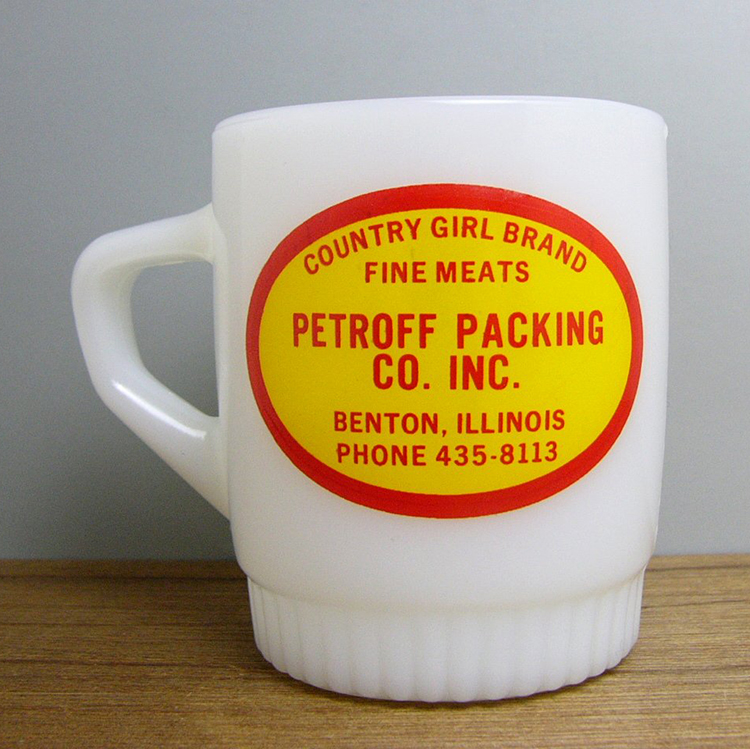 COUNTRY GIRL BRAND
FINE MEATS
PETROFF PACKING
CO. INC.
BENTON, ILLINOIS
PHONE 435-8113